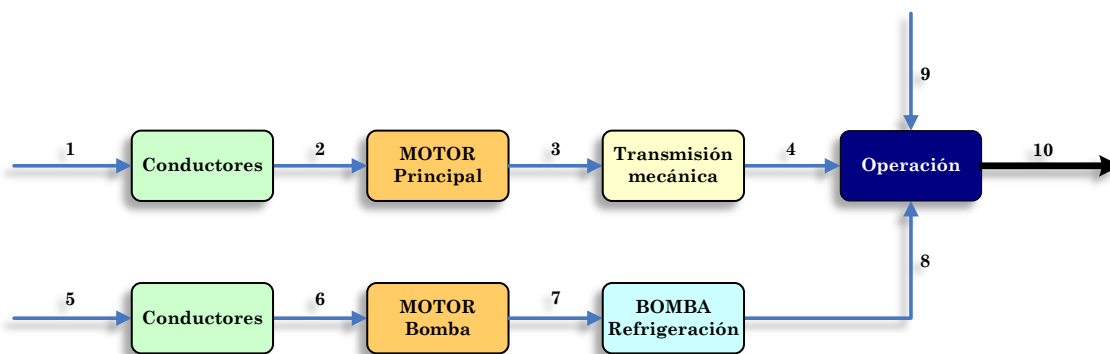 9
1
Conductores
2
MOTOR
Principal
3
Transmisión
mecánica
4
Operación
10
8
5
Conductores
6
MOTOR
Bomba
7
BOMBA
Refrigeración